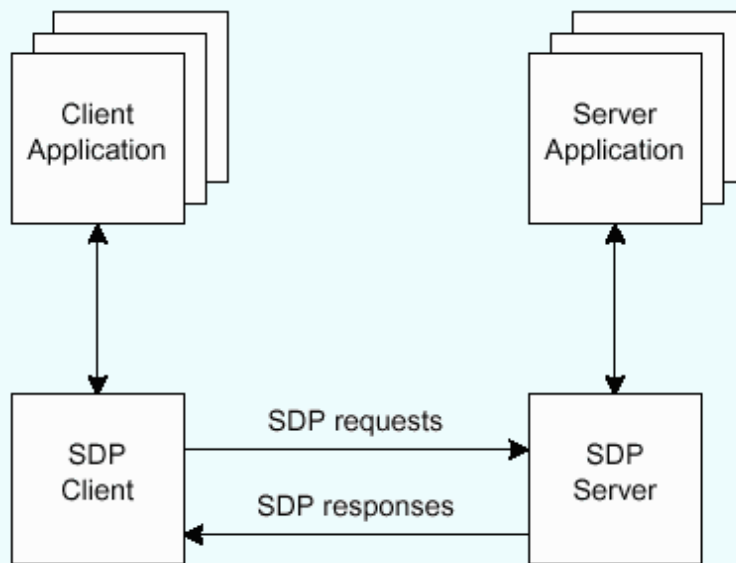 Client
Application
Server
Application
SDP requests
SDP
Client
SDP
Server
SDP responses